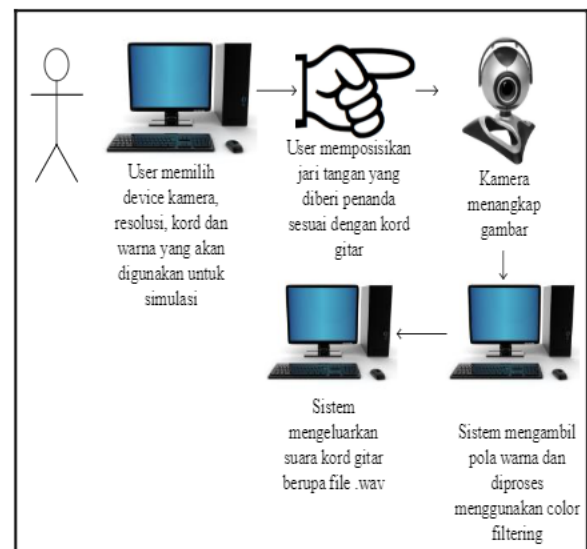 User memilih
device kamera,
resolusi, kord dan
warna yang akan
digunakan untuk
simulasi
User memposisikan
jari tangan yang
diberi penanda
sesuai dengan kord
gitar
Kamera
menangkap
gambar
Sistem mengambil
pola warna dan
diproses
menggunakan color
filtering
Sistem
mengeluarkan
suara kord gitar
berupa file .wav